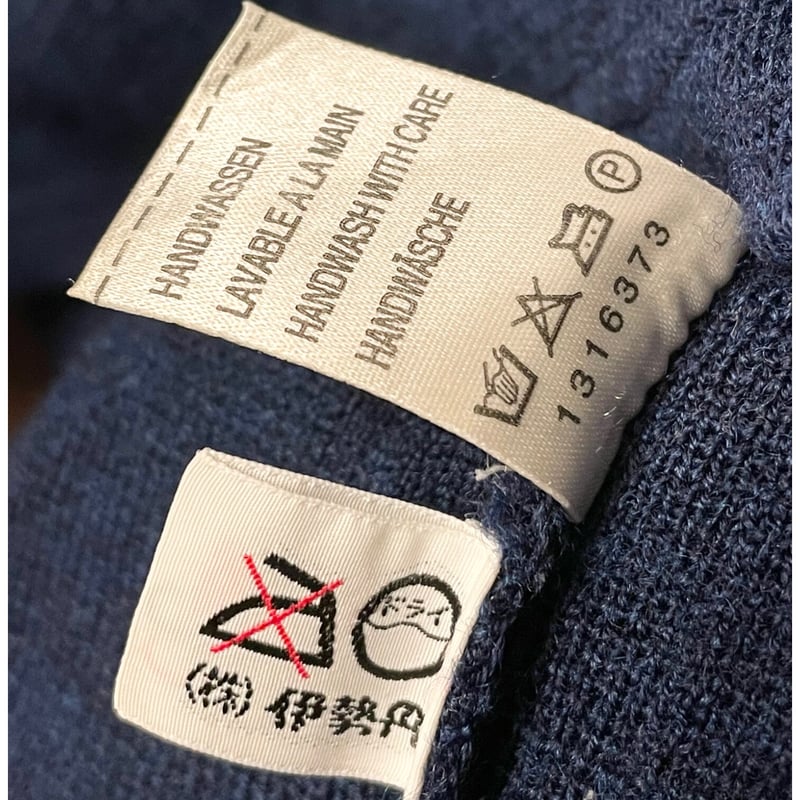 HANDWASSEN
LAVABLE A LA MAIN
HANDWASH WITH CARE
HANDWÄSCHE
P
1316373
ドライ
(株) 伊勢丹